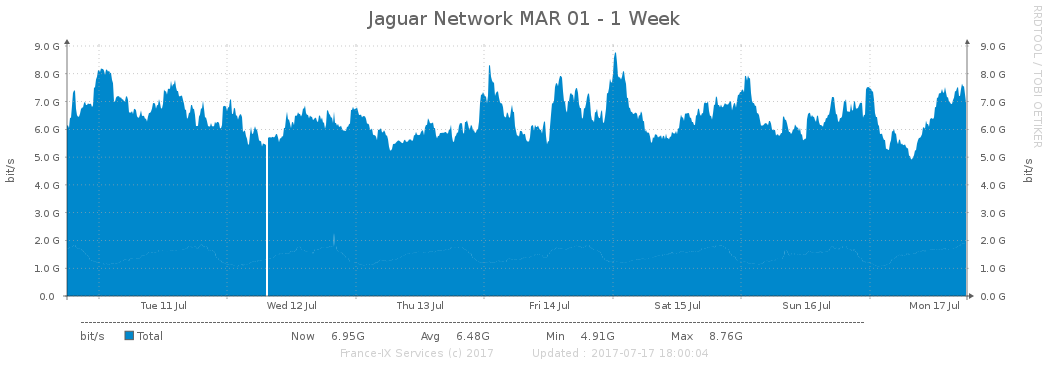 Jaguar Network MAR 01 - 1 Week
RRDTOOL / TOBI OETIKER
bit/s
9.0 G
8.0 G
7.0 G
6.0 G
5.0 G
4.0 G
3.0 G
2.0 G
1.0 G
0.0
9.0 G
8.0 G
7.0 G
6.0 G
5.0 G
4.0 G
3.0 G
2.0 G
1.0 G
0.0 G
bit/s
Tue 11 Jul Wed 12 Jul Thu 13 Jul Fri 14 Jul Sat 15 Jul Sun 16 Jul Mon 17 Jul
bit/s Total Now 6.95G Avg 6.48G Min 4.91G Max 8.76G
France-IX Services (c) 2017 Updated : 2017-07-17 18:00:04